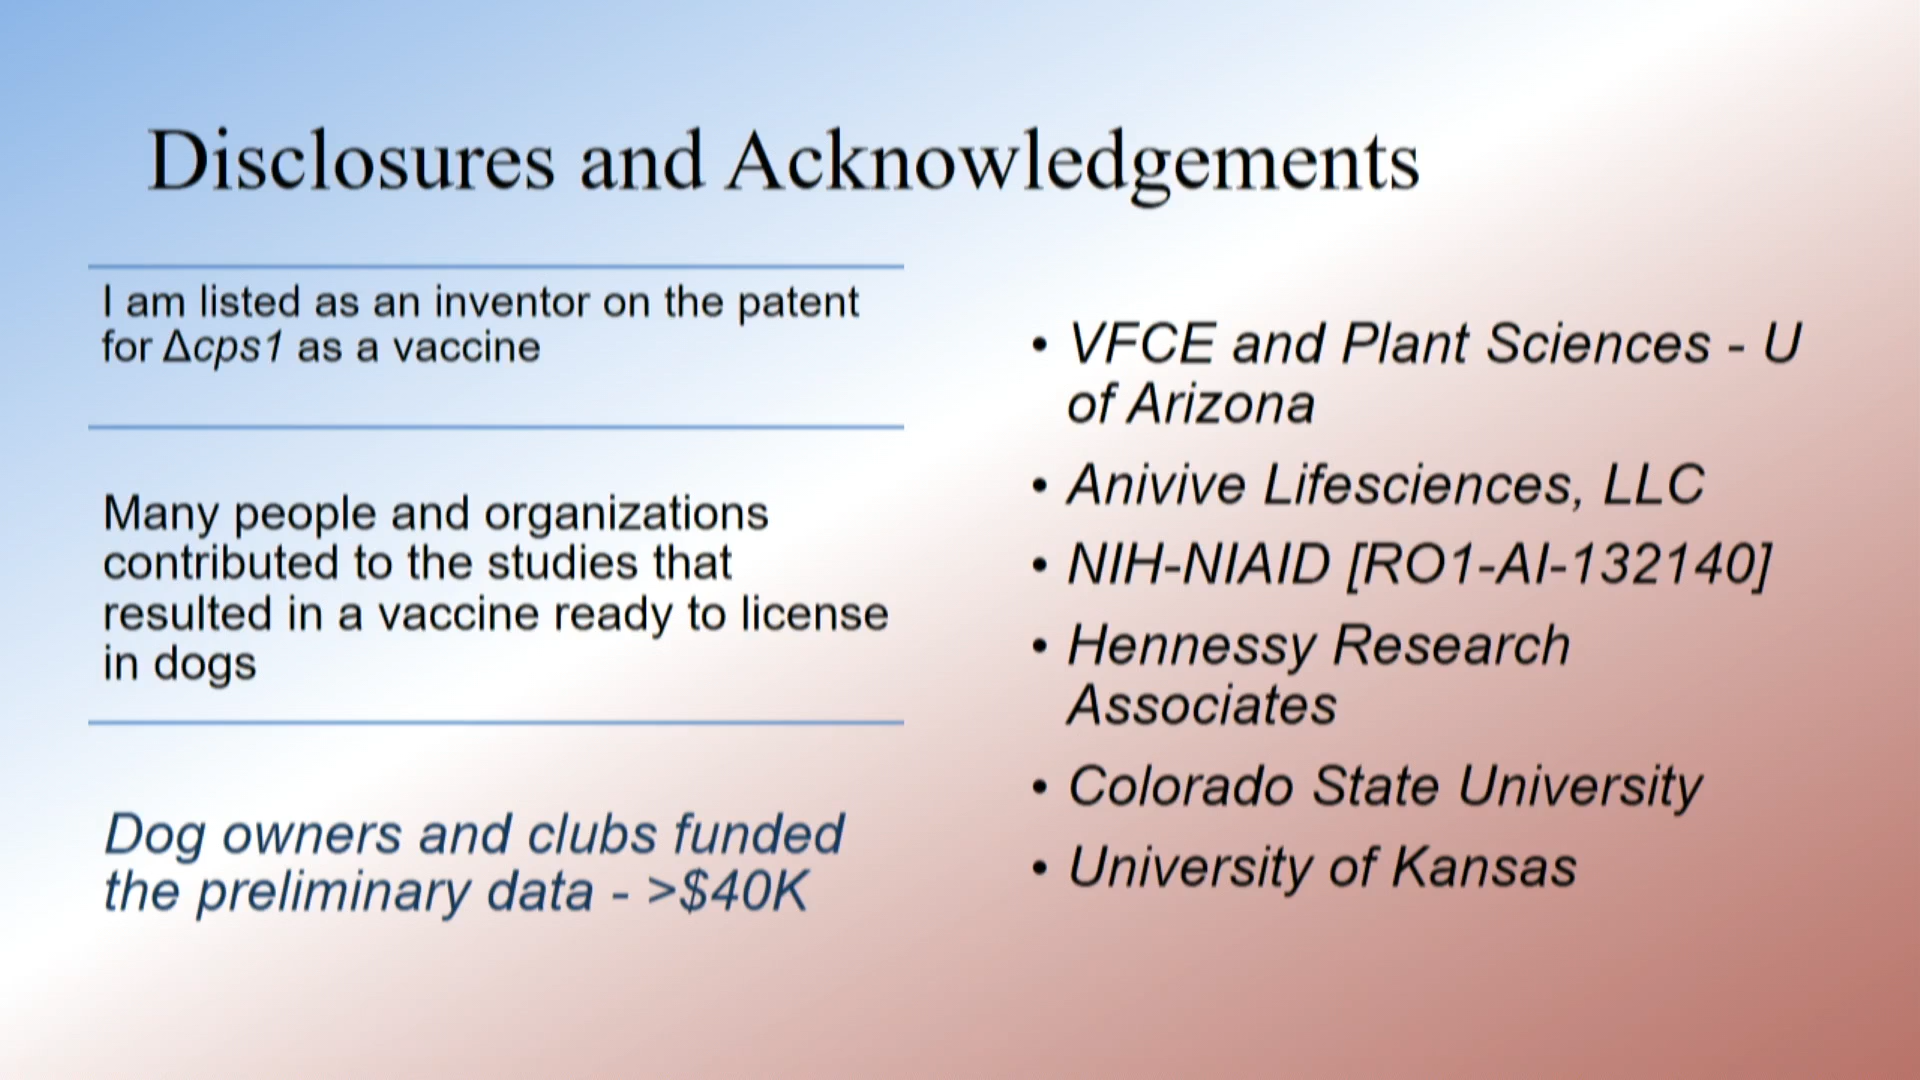 Disclosures and Acknowledgements
I am listed as an inventor on the patent
for Δcps1 as a vaccine
Many people and organizations
contributed to the studies that
resulted in a vaccine ready to license
in dogs
Dog owners and clubs funded
the preliminary data - >$40K
• VFCE and Plant Sciences - U
of Arizona
• Anivive Lifesciences, LLC
• NIH-NIAID [RO1-AI-132140]
• Hennessy Research
Associates
• Colorado State University
• University of Kansas